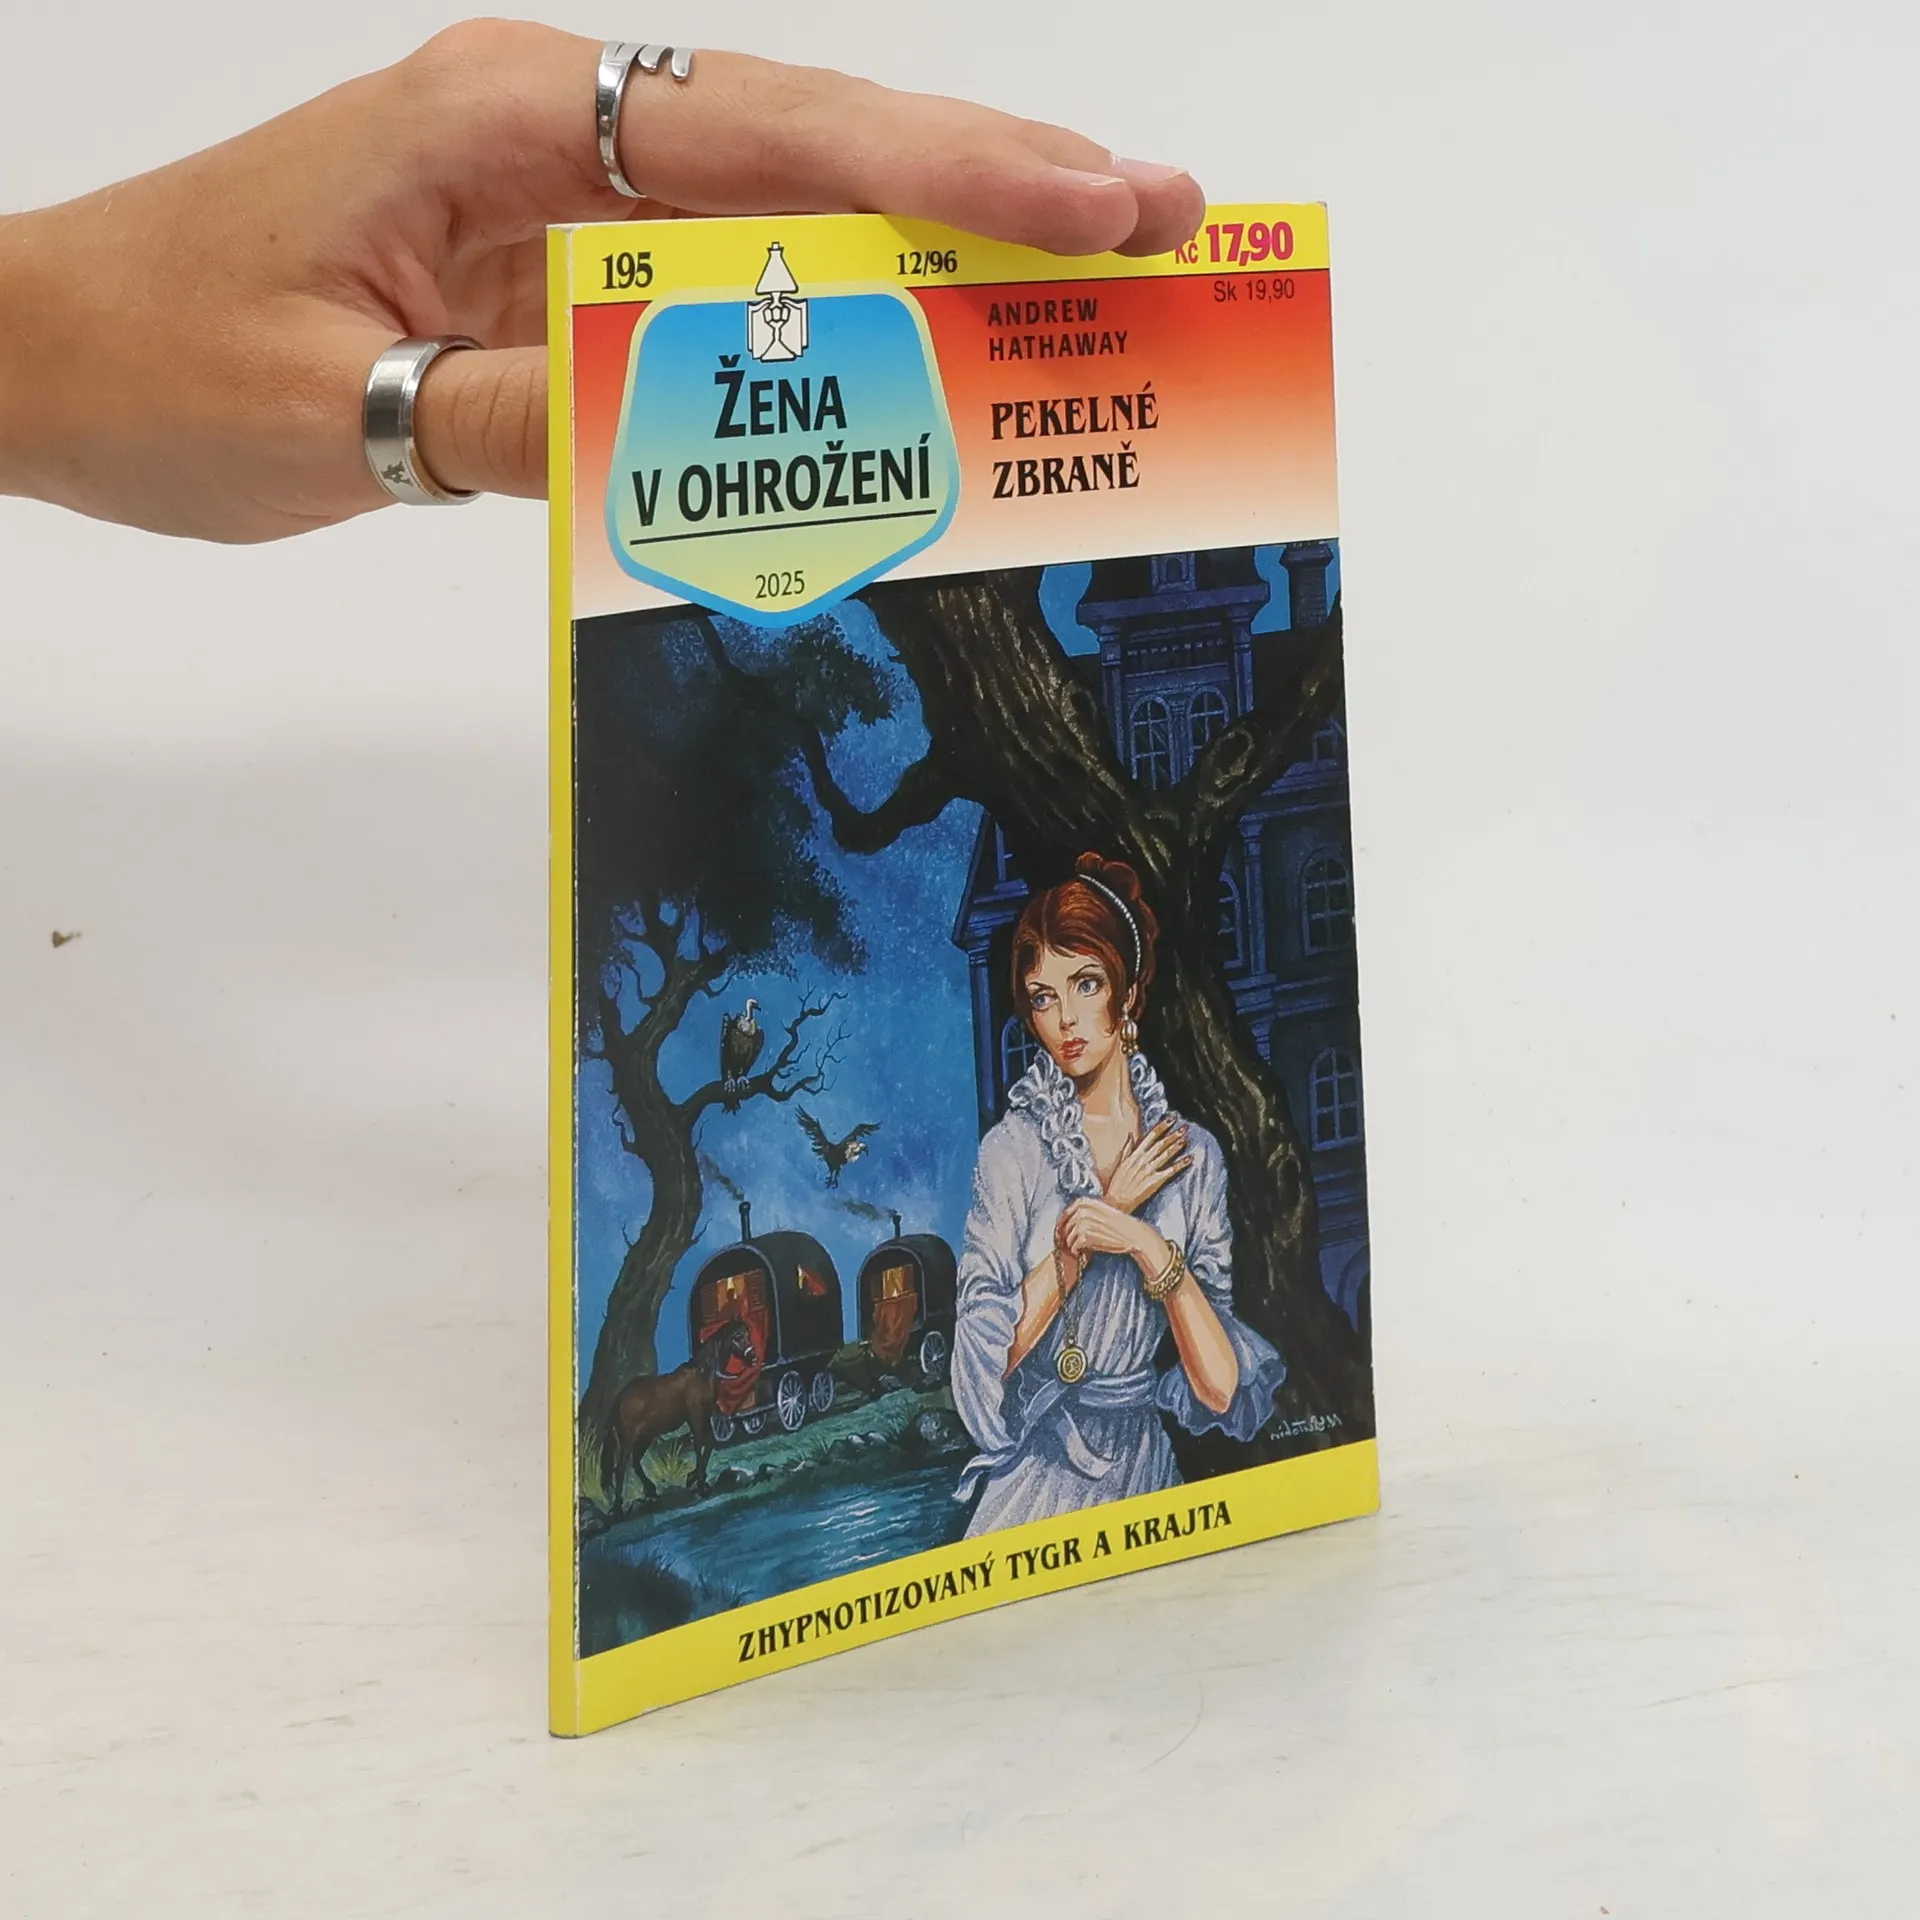 195
12/96
Kč 17,90
Sk 19,90
ANDREW
HATHAWAY
PEKELNÉ
ZBRANĚ
ŽENA
V OHROŽENÍ
2025
ZHYPNOTIZOVANÝ TYGR A KRAJTA